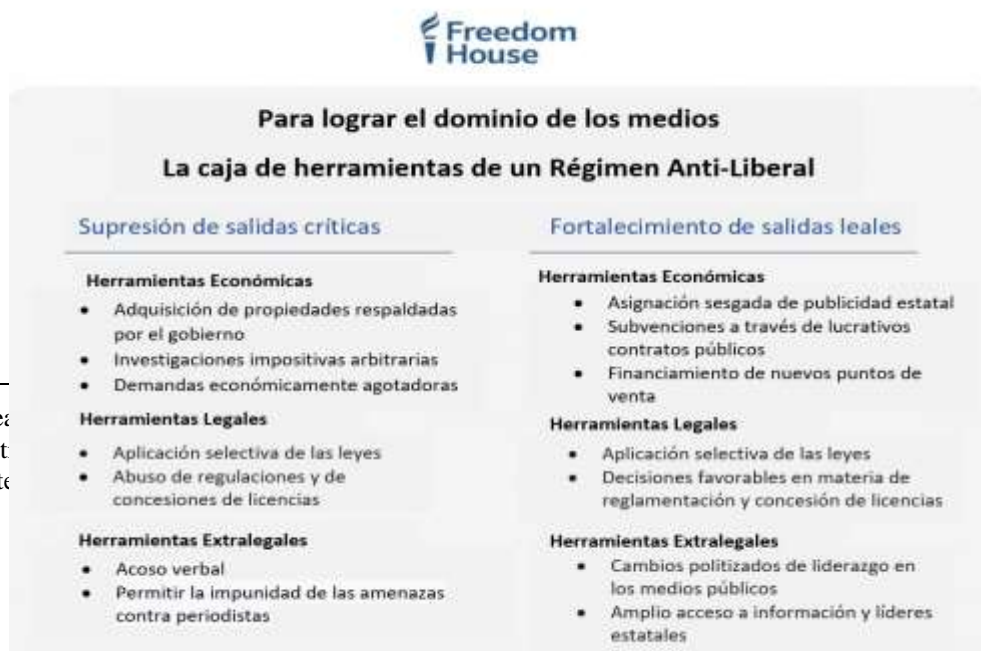 Freedom
House
Para lograr el dominio de los medios
La caja de herramientas de un Régimen Anti-Liberal
Supresión de salidas críticas
Herramientas Económicas
• Adquisición de propiedades respaldadas
por el gobierno
• Investigaciones impositivas arbitrarias
• Demandas económicamente agotadoras
Herramientas Legales
• Aplicación selectiva de las leyes
• Abuso de regulaciones y de
concesiones de licencias
Herramientas Extralegales
• Acoso verbal
• Permitir la impunidad de las amenazas
contra periodistas
Fortalecimiento de salidas leales
Herramientas Económicas
• Asignación sesgada de publicidad estatal
• Subvenciones a través de lucrativos
contratos públicos
• Financiamiento de nuevos puntos de
venta
Herramientas Legales
• Aplicación selectiva de las leyes
• Decisiones favorables en materia de
reglamentación y concesión de licencias
Herramientas Extralegales
• Cambios politizados de liderazgo en
los medios públicos
• Amplio acceso a información y líderes
estatales